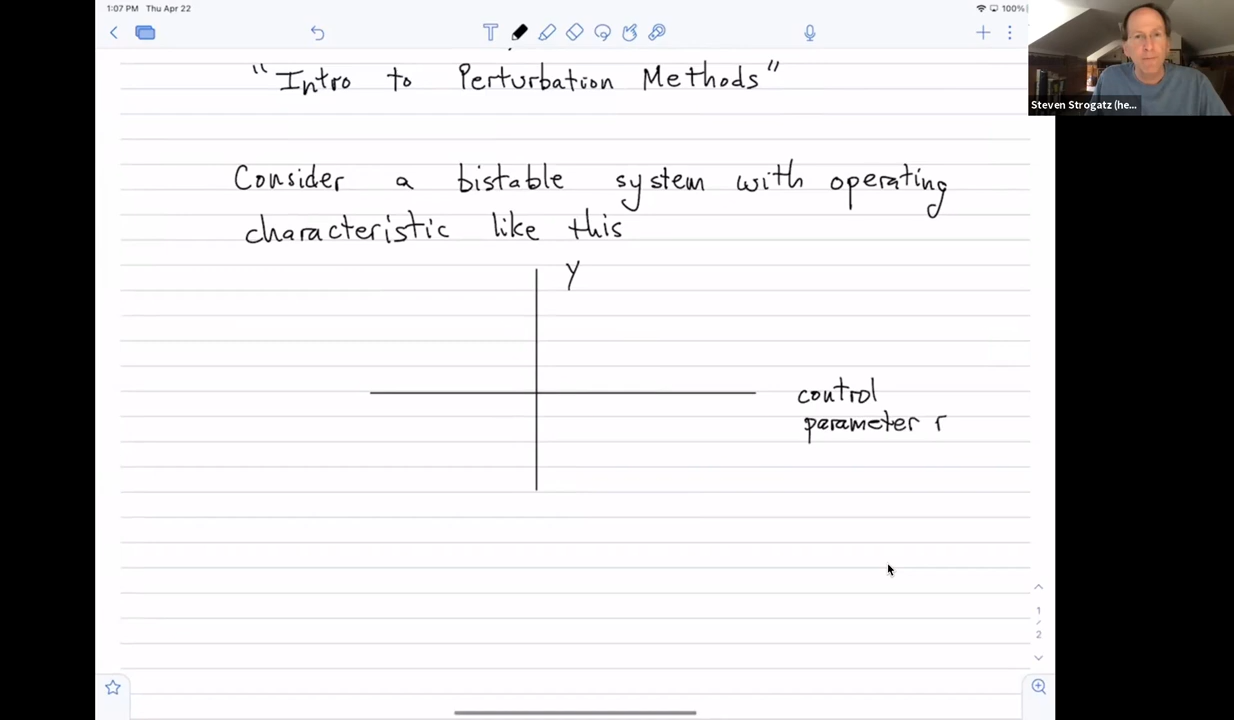 1:07 PM Thu Apr 22
100%
"Intro to Perturbation Methods"
Steven Strogatz (he...
Consider a bistable system with operating
characteristic like this
y
control
parameter r
1
/
2